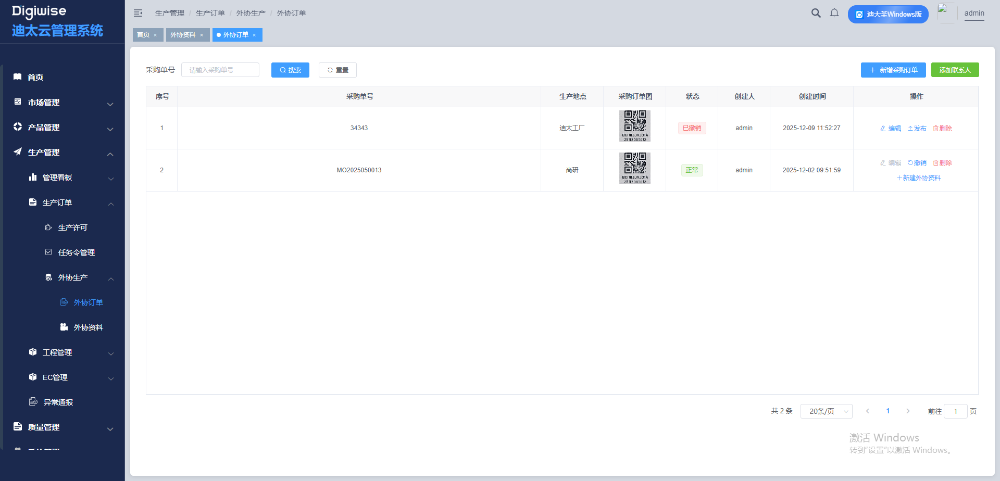 Digiwise
迪太云管理系统
生产管理 / 生产订单 / 外协生产 / 外协订单
迪太圣Windows版
admin
首页 ×
外协资料 ×
外协订单 ×
首页
市场管理
产品管理
生产管理
管理看板
生产订单
生产许可
任务令管理
外协生产
外协订单
外协资料
工程管理
EC管理
异常通报
质量管理
采购单号 请输入采购单号 搜索 重置 新增采购订单 添加联系人
序号 采购单号 生产地点 采购订单图 状态 创建人 创建时间 操作
1 34343 迪太工厂 已撤销 admin 2025-12-09 11:52:27 编辑 发布 删除
2 MO2025050013 尚研 正常 admin 2025-12-02 09:51:59 编辑 撤销 删除
新建外协资料
共 2 条 20条/页 1 前往 1 页
激活 Windows
转到"设置"以激活 Windows。